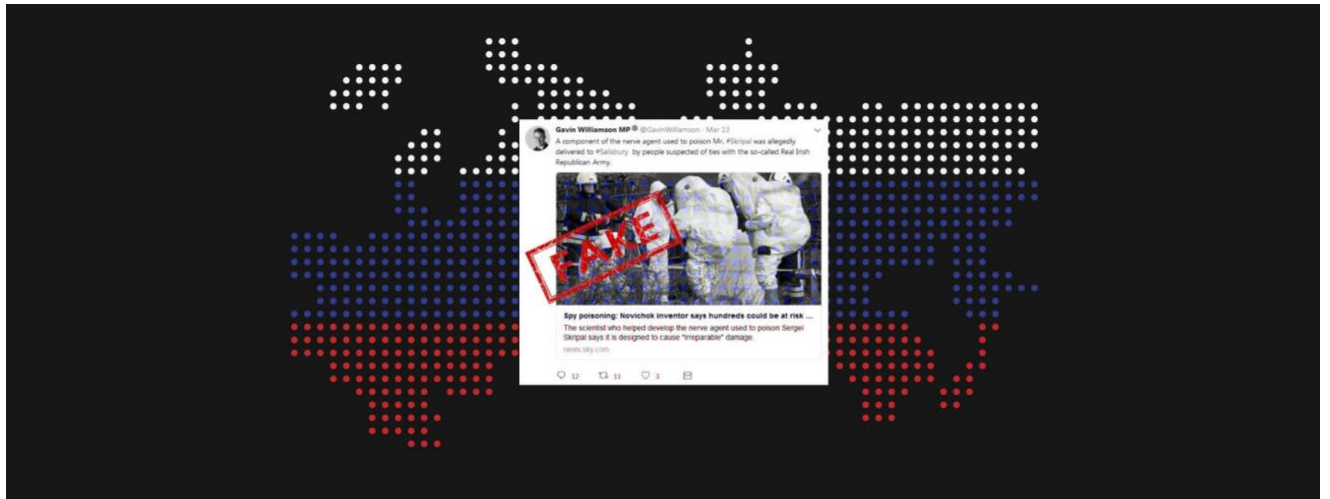 Gavin Williamson MP @GavinWilliamson · Mar 13
A component of the nerve agent used to poison Mr. #Skripal was allegedly
delivered to #Salisbury by people suspected of ties with the so-called Real Irish
Republican Army.
FAKE
Spy poisoning: Novichok inventor says hundreds could be at risk ...
The scientist who helped develop the nerve agent used to poison Sergei
Skripal says it is designed to cause "irreparable" damage.
news.sky.com
12 11 3